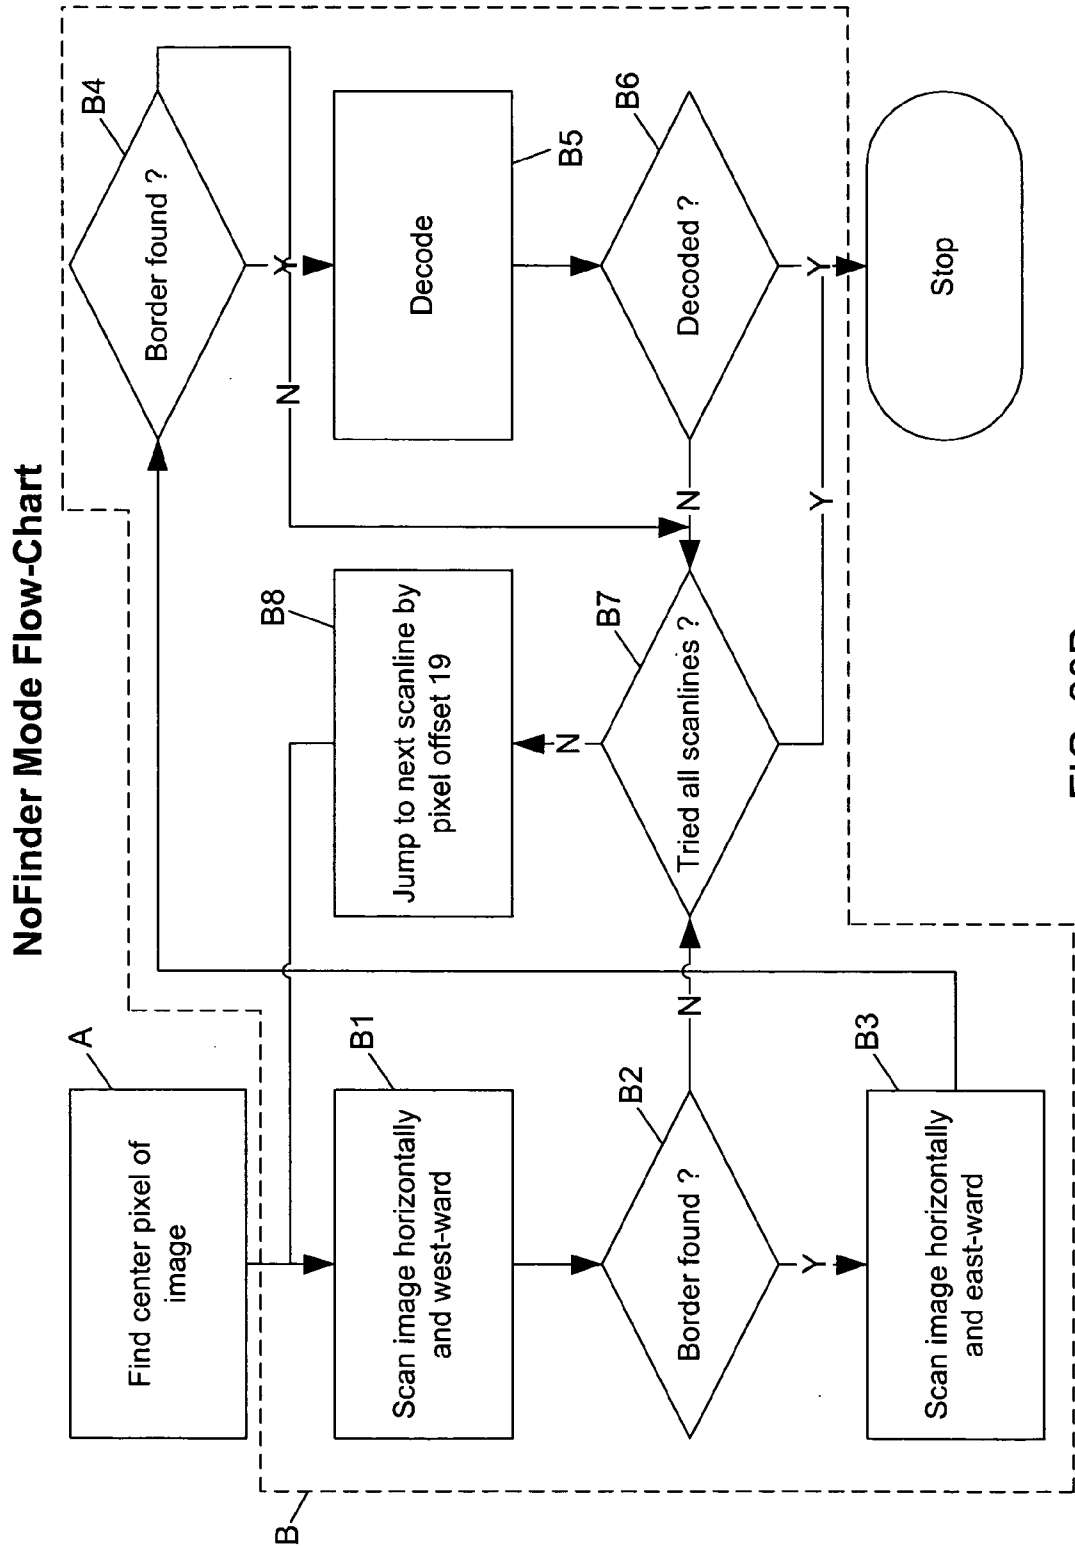 NoFinder Mode Flow-Chart
A
Find center pixel of
image
B4
Border found ?
Y
N
B
B1
Scan image horizontally
and west-ward
B8
Jump to next scanline by
pixel offset 19
Decode
B5
B2
Border found ?
N
Y
N
B7
Tried all scanlines ?
Y
N
B6
Decoded ?
Y
B3
Scan image horizontally
and east-ward
Stop
FIG.